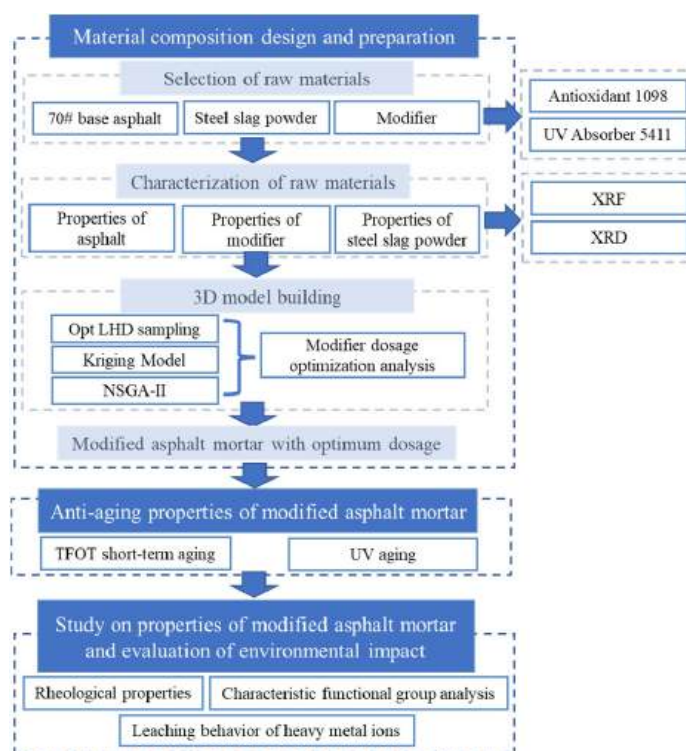 Material composition design and preparation
Selection of raw materials
70# base asphalt
Steel slag powder
Modifier
Antioxidant 1098
UV Absorber 5411
Characterization of raw materials
Properties of
asphalt
Properties of
modifier
Properties of
steel slag powder
XRF
XRD
3D model building
Opt LHD sampling
Kriging Model
NSGA-II
Modifier dosage
optimization analysis
Modified asphalt mortar with optimum dosage
Anti-aging properties of modified asphalt mortar
TFOT short-term aging
UV aging
Study on properties of modified asphalt mortar
and evaluation of environmental impact
Rheological properties
Characteristic functional group analysis
Leaching behavior of heavy metal ions